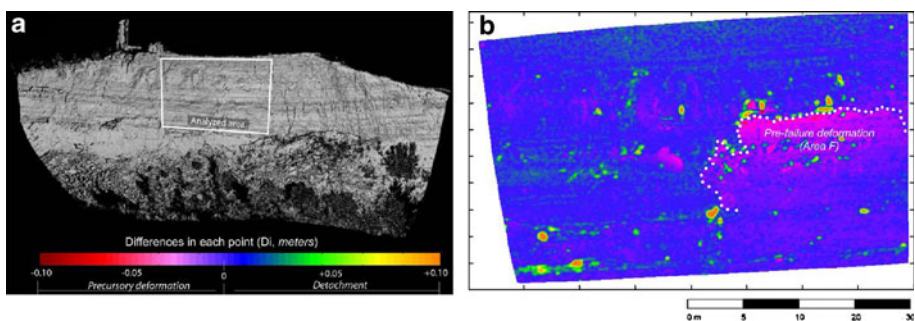 a
Analyzed area
Differences in each point (Di, meters)
-0.10 -0.05 0 +0.05 +0.10
Precursory deformation Detachment
b
Pre-failure deformation
(Area F)
0 m 5 10 20 30